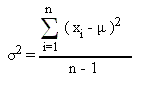 n
σ² = Σ ( xᵢ - μ )²
i=1
n - 1